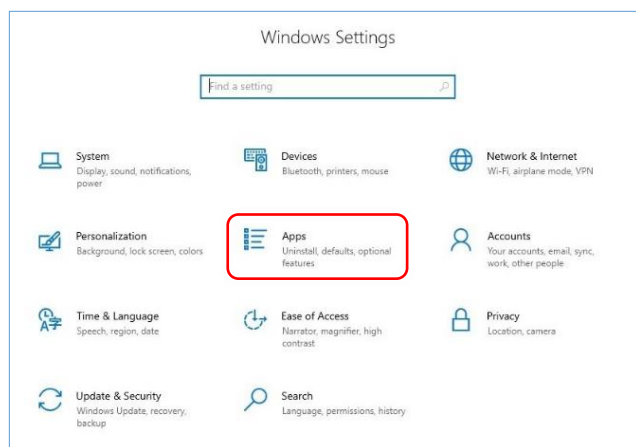 Windows Settings
Find a setting
System
Display, sound, notifications,
power
Devices
Bluetooth, printers, mouse
Network & Internet
Wi-Fi, airplane mode, VPN
Personalization
Background, lock screen, colors
Apps
Uninstall, defaults, optional
features
Accounts
Your accounts, email, sync,
work, other people
Time & Language
Speech, region, date
Ease of Access
Narrator, magnifier, high
contrast
Privacy
Location, camera
Update & Security
Windows Update, recovery,
backup
Search
Language, permissions, history